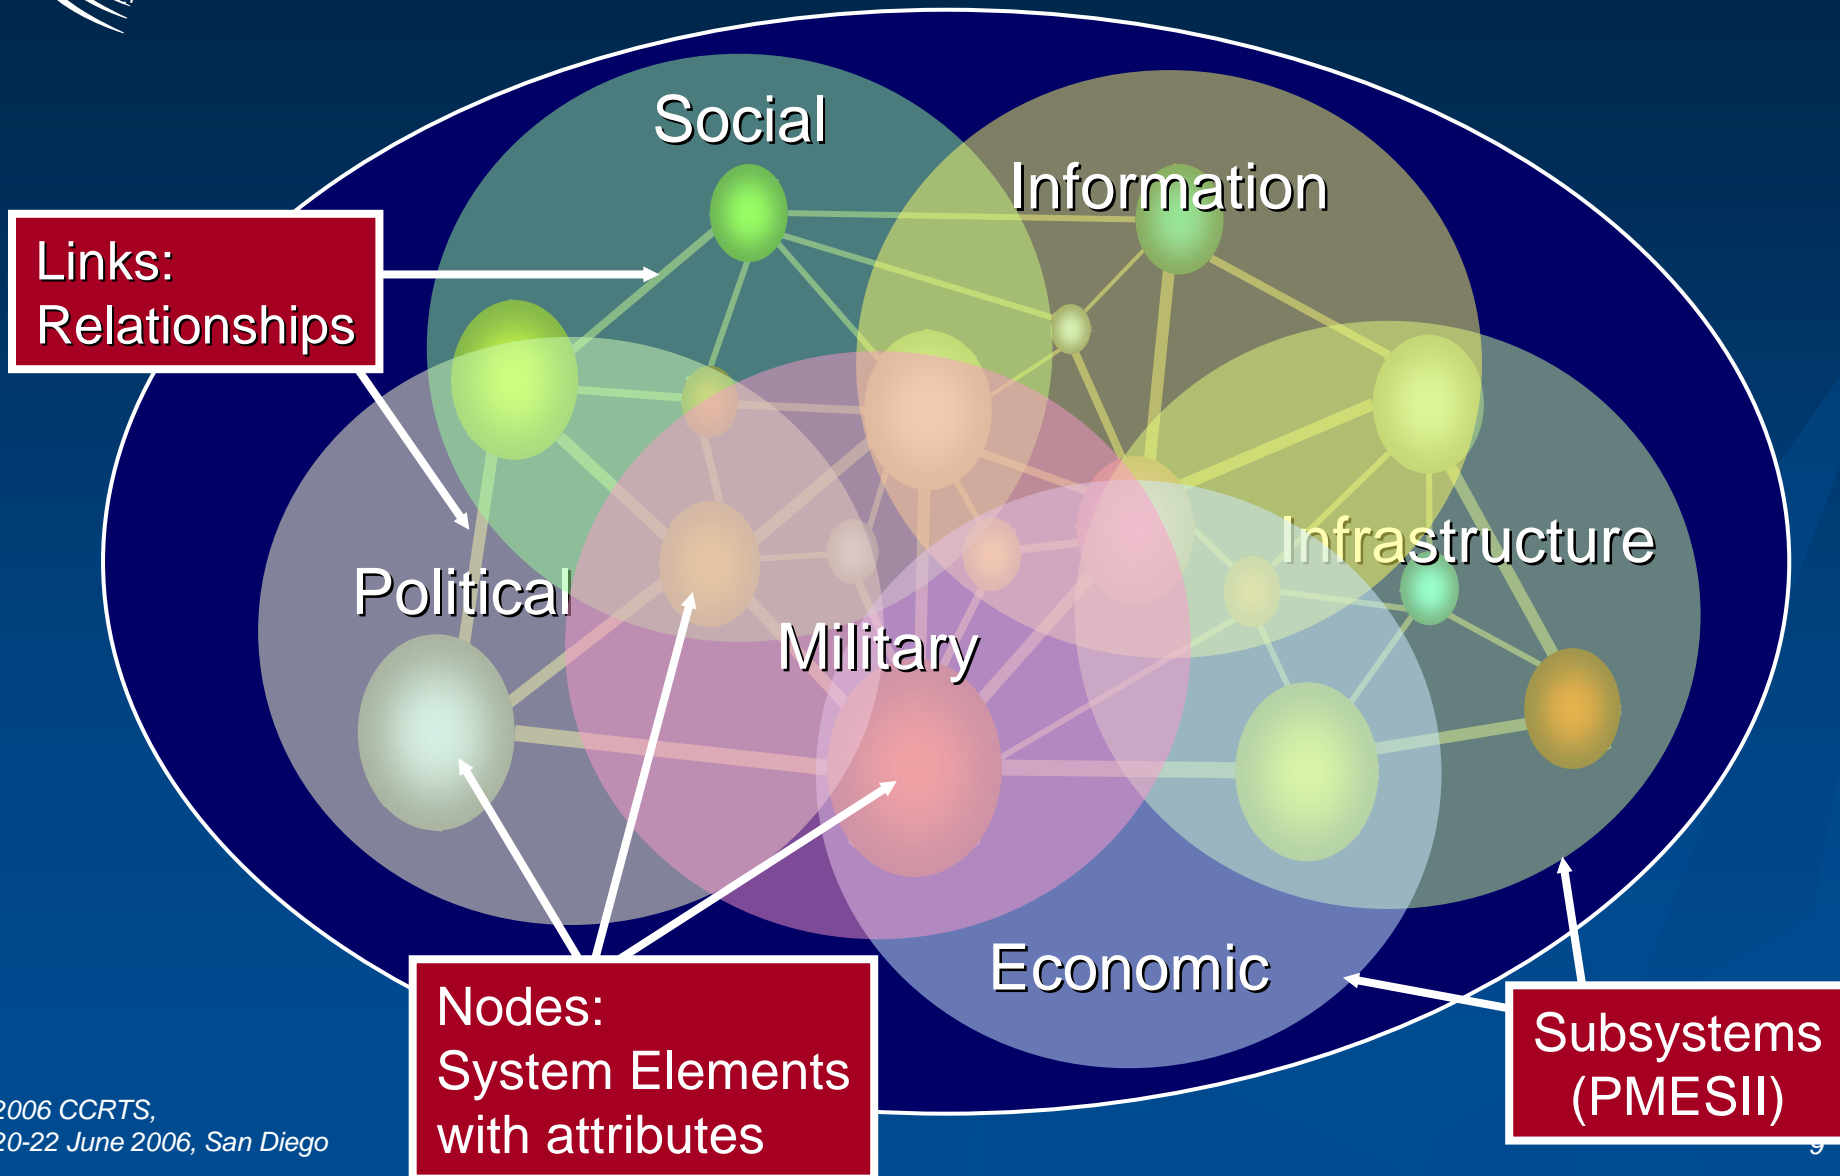 Social
Information
Links:
Relationships
Infrastructure
Political
Military
Economic
Nodes:
System Elements
with attributes
Subsystems
(PMESII)
2006 CCRTS,
20-22 June 2006, San Diego
9